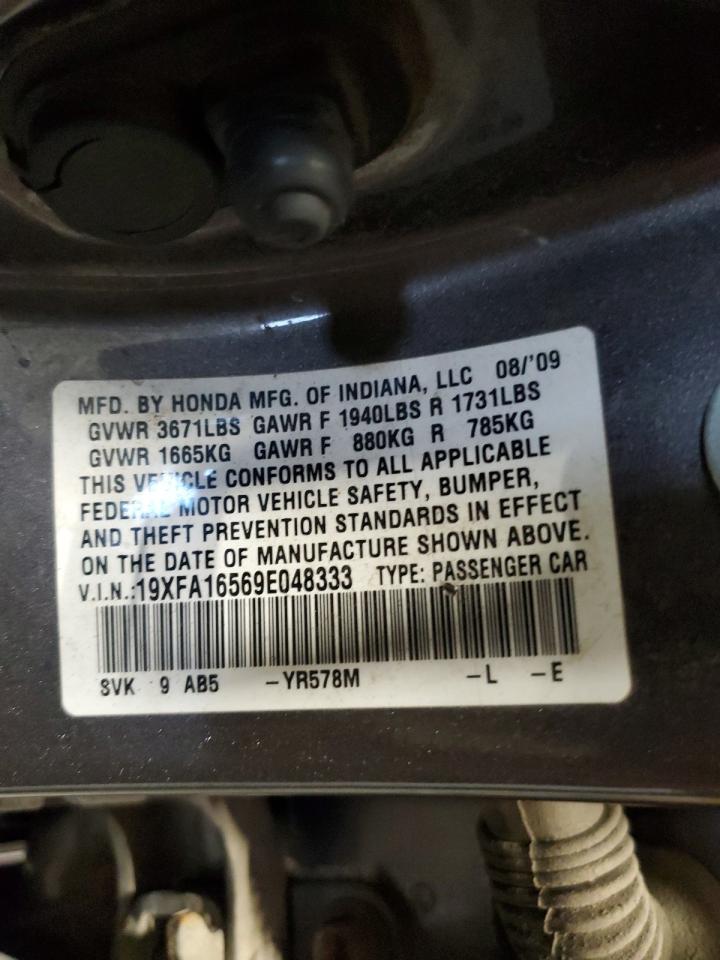 MFD. BY HONDA MFG. OF INDIANA, LLC 08/'09
GVWR 3671LBS GAWR F 1940LBS R 1731LBS
GVWR 1665KG GAWR F 880KG R 785KG
THIS VEHICLE CONFORMS TO ALL APPLICABLE
FEDERAL MOTOR VEHICLE SAFETY, BUMPER,
AND THEFT PREVENTION STANDARDS IN EFFECT
ON THE DATE OF MANUFACTURE SHOWN ABOVE.
V.I.N.:19XFA16569E048333 TYPE: PASSENGER CAR
SVK 9 AB5 -YR578M -L -E